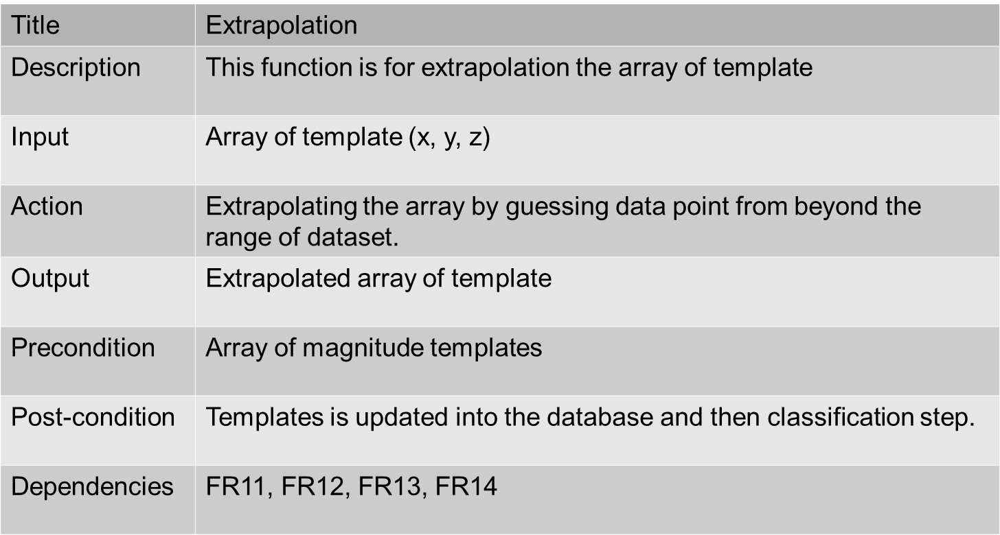 Title Extrapolation
Description This function is for extrapolation the array of template
Input Array of template (x, y, z)
Action Extrapolating the array by guessing data point from beyond the
range of dataset.
Output Extrapolated array of template
Precondition Array of magnitude templates
Post-condition Templates is updated into the database and then classification step.
Dependencies FR11, FR12, FR13, FR14